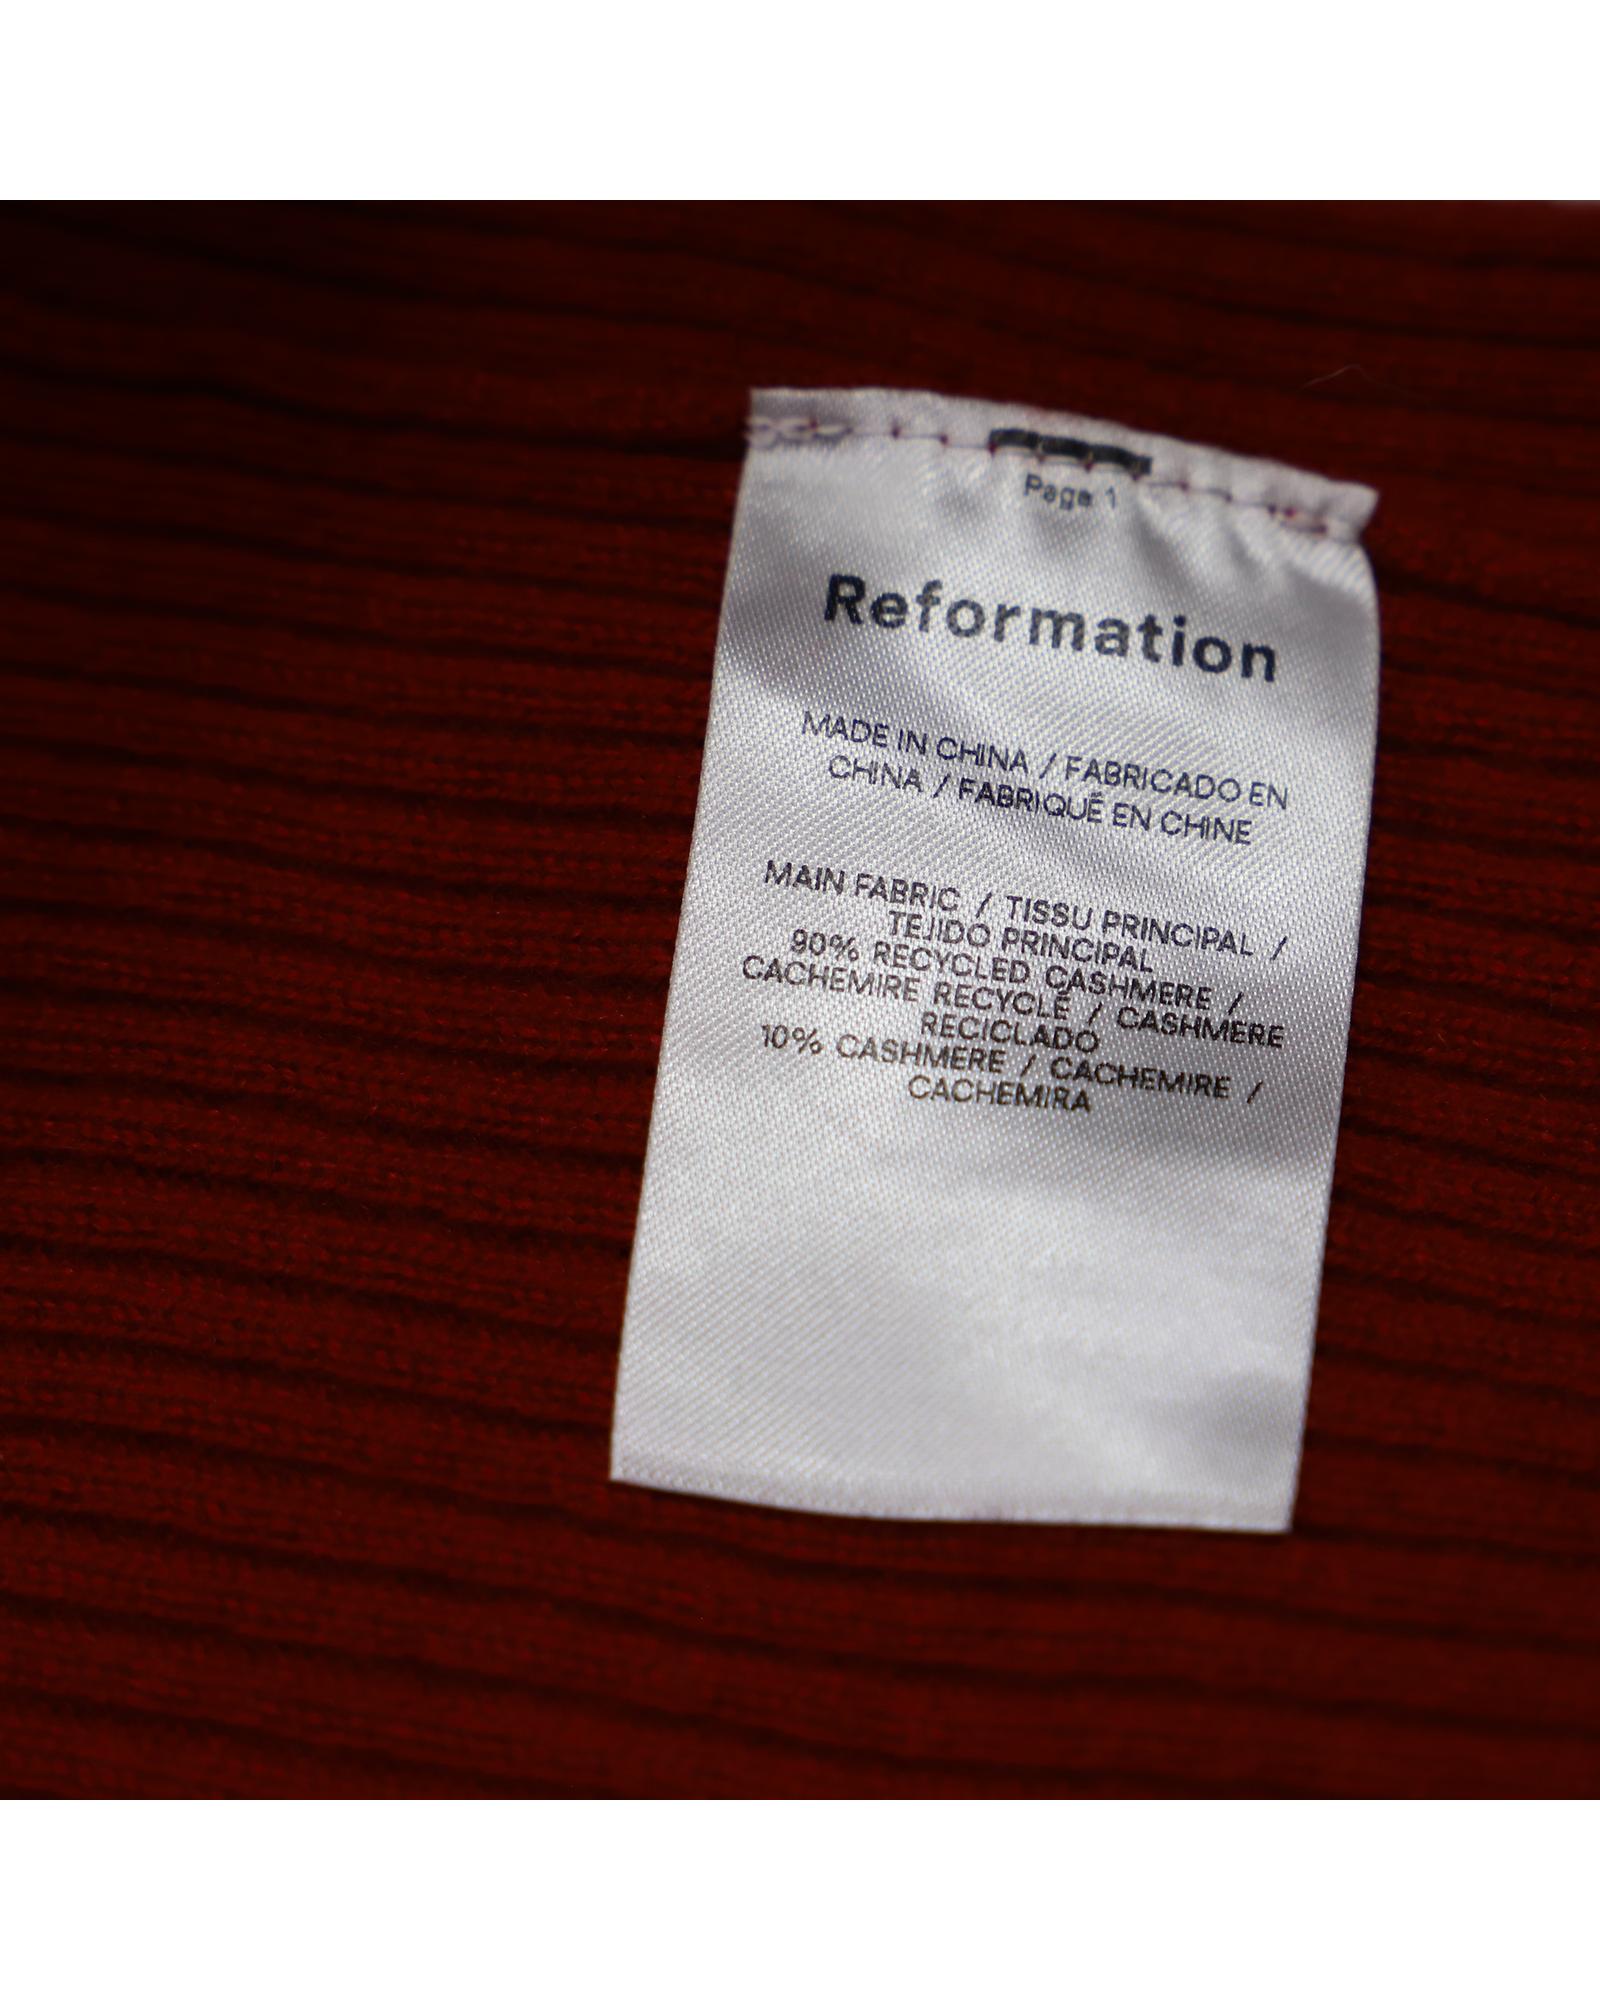 Page 1
Reformation
MADE IN CHINA / FABRICADO EN
CHINA / FABRIQUÉ EN CHINE
MAIN FABRIC / TISSU PRINCIPAL /
TEJIDO PRINCIPAL
90% RECYCLED CASHMERE /
CACHEMIRE RECYCLÉ / CASHMERE
RECICLADO
10% CASHMERE / CACHEMIRE /
CACHEMIRA